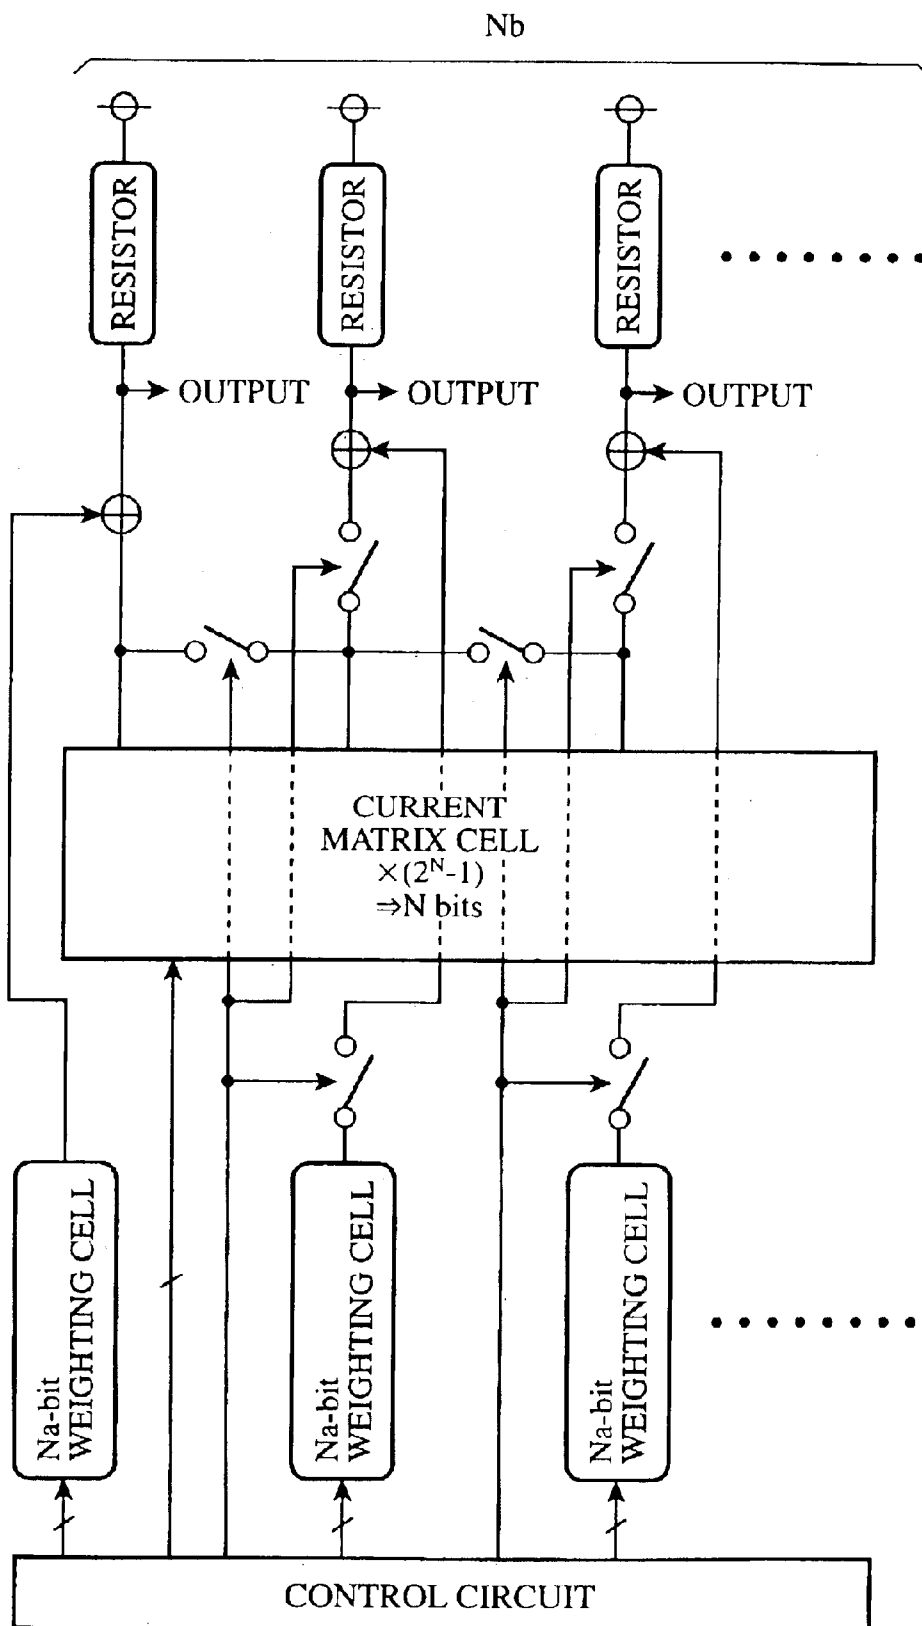 Nb
RESISTOR
RESISTOR
RESISTOR
OUTPUT
OUTPUT
OUTPUT
CURRENT
MATRIX CELL
×(2^N-1)
⇒N bits
Na-bit
WEIGHTING CELL
Na-bit
WEIGHTING CELL
Na-bit
WEIGHTING CELL
CONTROL CIRCUIT